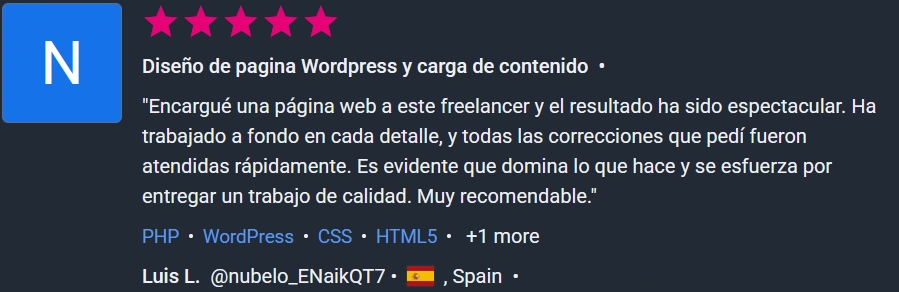 N
Diseño de pagina Wordpress y carga de contenido •
"Encargué una página web a este freelancer y el resultado ha sido espectacular. Ha
trabajado a fondo en cada detalle, y todas las correcciones que pedí fueron
atendidas rápidamente. Es evidente que domina lo que hace y se esfuerza por
entregar un trabajo de calidad. Muy recomendable."
PHP • WordPress • CSS • HTML5 • +1 more
Luis L. @nubelo_ENaikQT7 • , Spain •